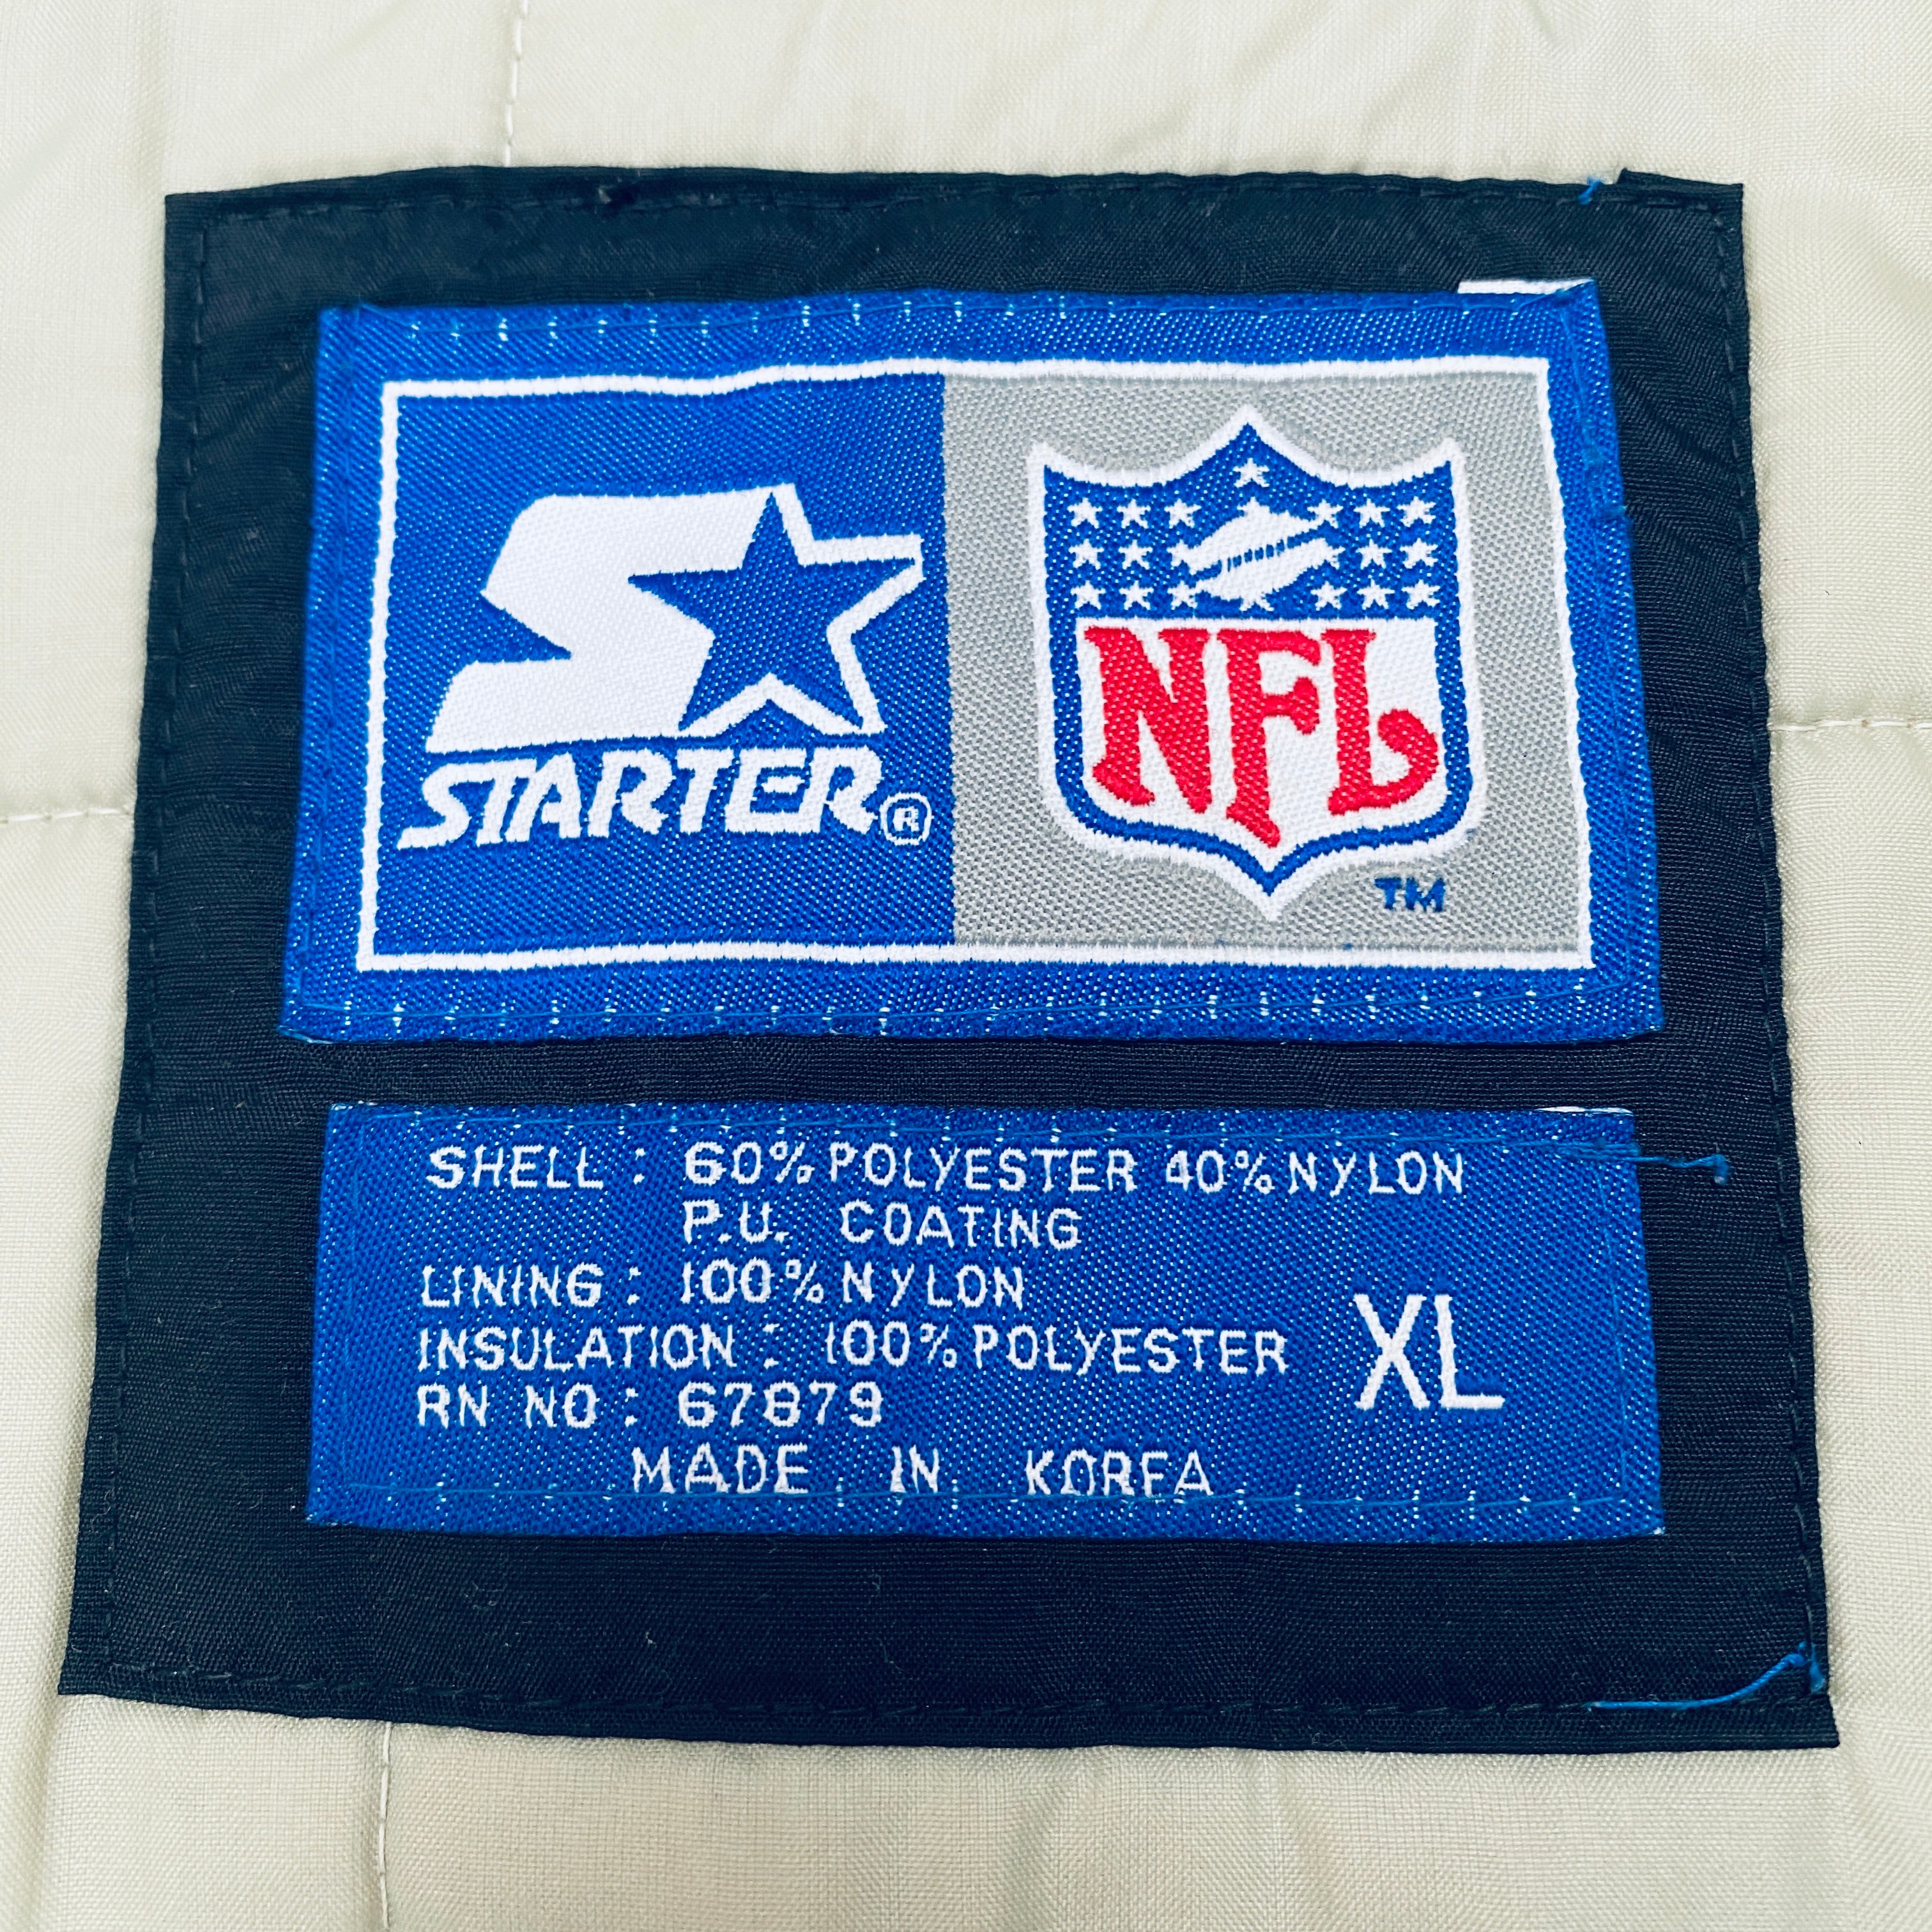 STARTER®
NFL
TM
SHELL : 60% POLYESTER 40% NYLON
P.U. COATING
LINING : 100% NYLON
INSULATION : 100% POLYESTER
XL
RN NO : 67879
MADE IN KOREA